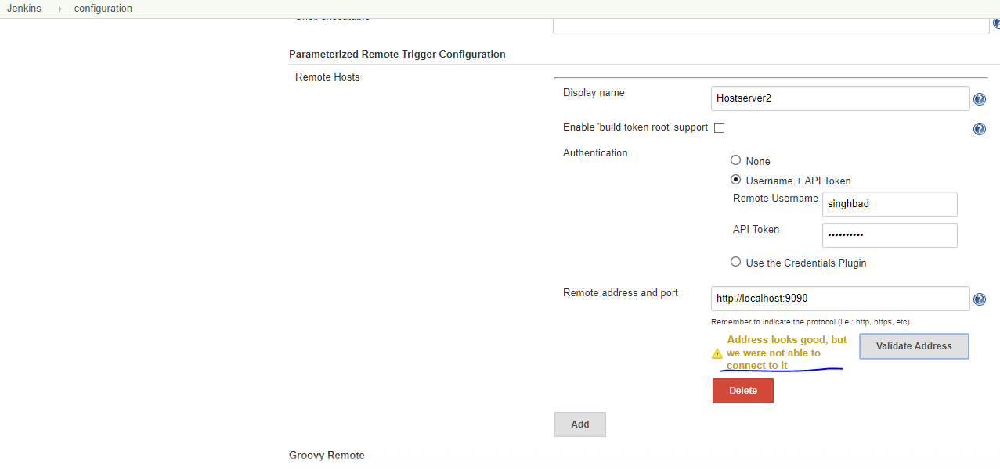 Jenkins configuration
Parameterized Remote Trigger Configuration
Remote Hosts
Display name
Hostserver2
Enable 'build token root' support
Authentication
None
Username + API Token
Remote Username
singhbad
API Token
••••••••••
Use the Credentials Plugin
Remote address and port
http://localhost:9090
Remember to indicate the protocol (i.e.: http, https, etc)
Address looks good, but
we were not able to
connect to it
Validate Address
Delete
Add
Groovy Remote